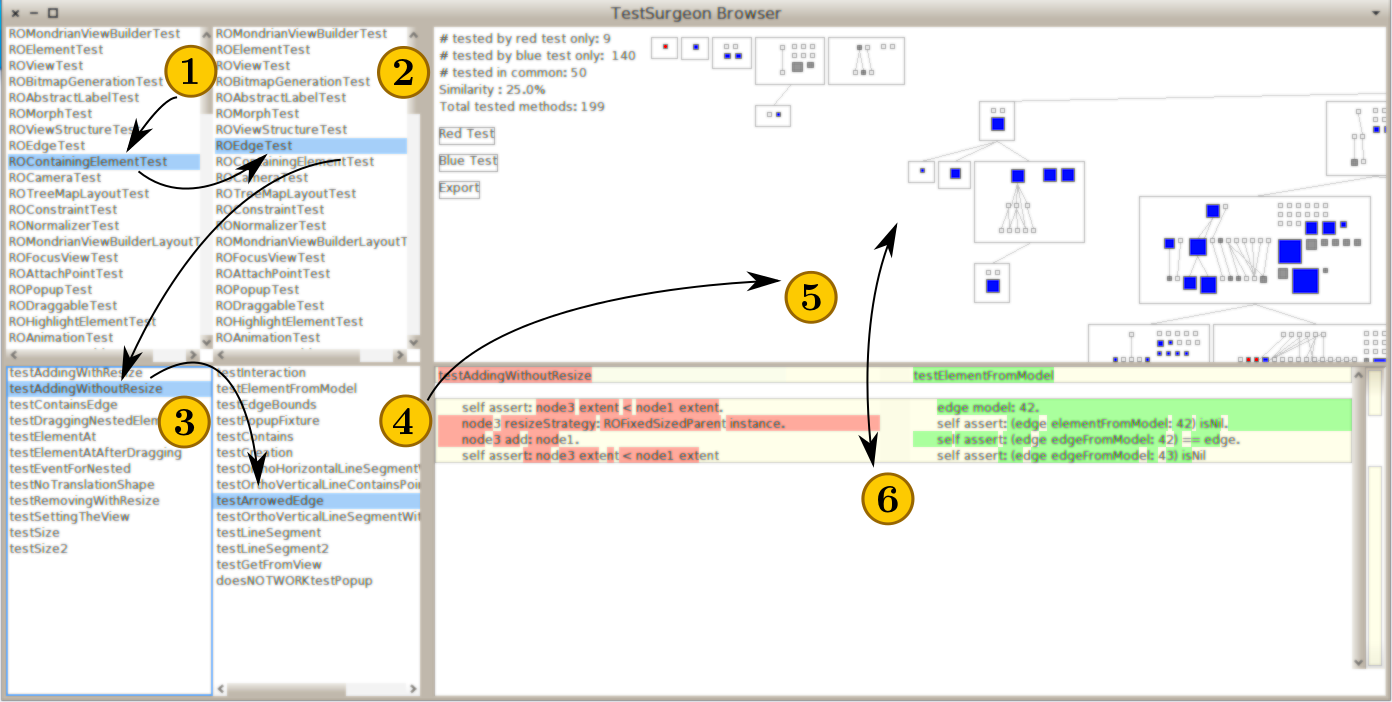 TestSurgeon Browser
ROMondrianViewBuilderTest
ROElementTest
ROViewTest
ROBitmapGenerationTest
ROAbstractLabelTest
ROMorphTest
ROViewStructureTest
ROEdgeTest
ROContainingElementTest
ROCameraTest
ROTreeMapLayoutTest
ROConstraintTest
RONormalizerTest
ROMondrianViewBuilderLayoutT
ROFocusViewTest
ROAttachPointTest
ROPopupTest
RODraggableTest
ROHighlightElementTest
ROAnimationTest
1
ROMondrianViewBuilderTest
ROElementTest
ROViewTest
ROBitmapGenerationTest
ROAbstractLabelTest
ROMorphTest
ROViewStructureTest
ROEdgeTest
ROContainingElementTest
ROCameraTest
ROTreeMapLayoutTest
ROConstraintTest
RONormalizerTest
ROMondrianViewBuilderLayoutT
ROFocusViewTest
ROAttachPointTest
ROPopupTest
RODraggableTest
ROHighlightElementTest
ROAnimationTest
2
# tested by red test only: 9
# tested by blue test only: 140
# tested in common: 50
Similarity : 25.0%
Total tested methods: 199
Red Test
Blue Test
Export
5
testAddingWithResize
testAddingWithoutResize
testContainsEdge
testDraggingNestedElem
testElementAt
testElementAtAfterDragging
testEventForNested
testNoTranslationShape
testRemovingWithResize
testSettingTheView
testSize
testSize2
3
testInteraction
testElementFromModel
testEdgeBounds
testPopupFixture
testContains
testCreation
testOrthoHorizontalLineSegmentW
testOrthoVerticalLineContainsPoi
testArrowedEdge
testOrthoVerticalLineSegmentWit
testLineSegment
testLineSegment2
testGetFromView
doesNOTWORKtestPopup
4
testAddingWithoutResize
self assert: node3 extent < node1 extent.
node3 resizeStrategy: ROFixedSizedParent instance.
node3 add: node1.
self assert: node3 extent < node1 extent
testElementFromModel
edge model: 42.
self assert: (edge elementFromModel: 42) isNil.
self assert: (edge edgeFromModel: 42) == edge.
self assert: (edge edgeFromModel: 43) isNil
6